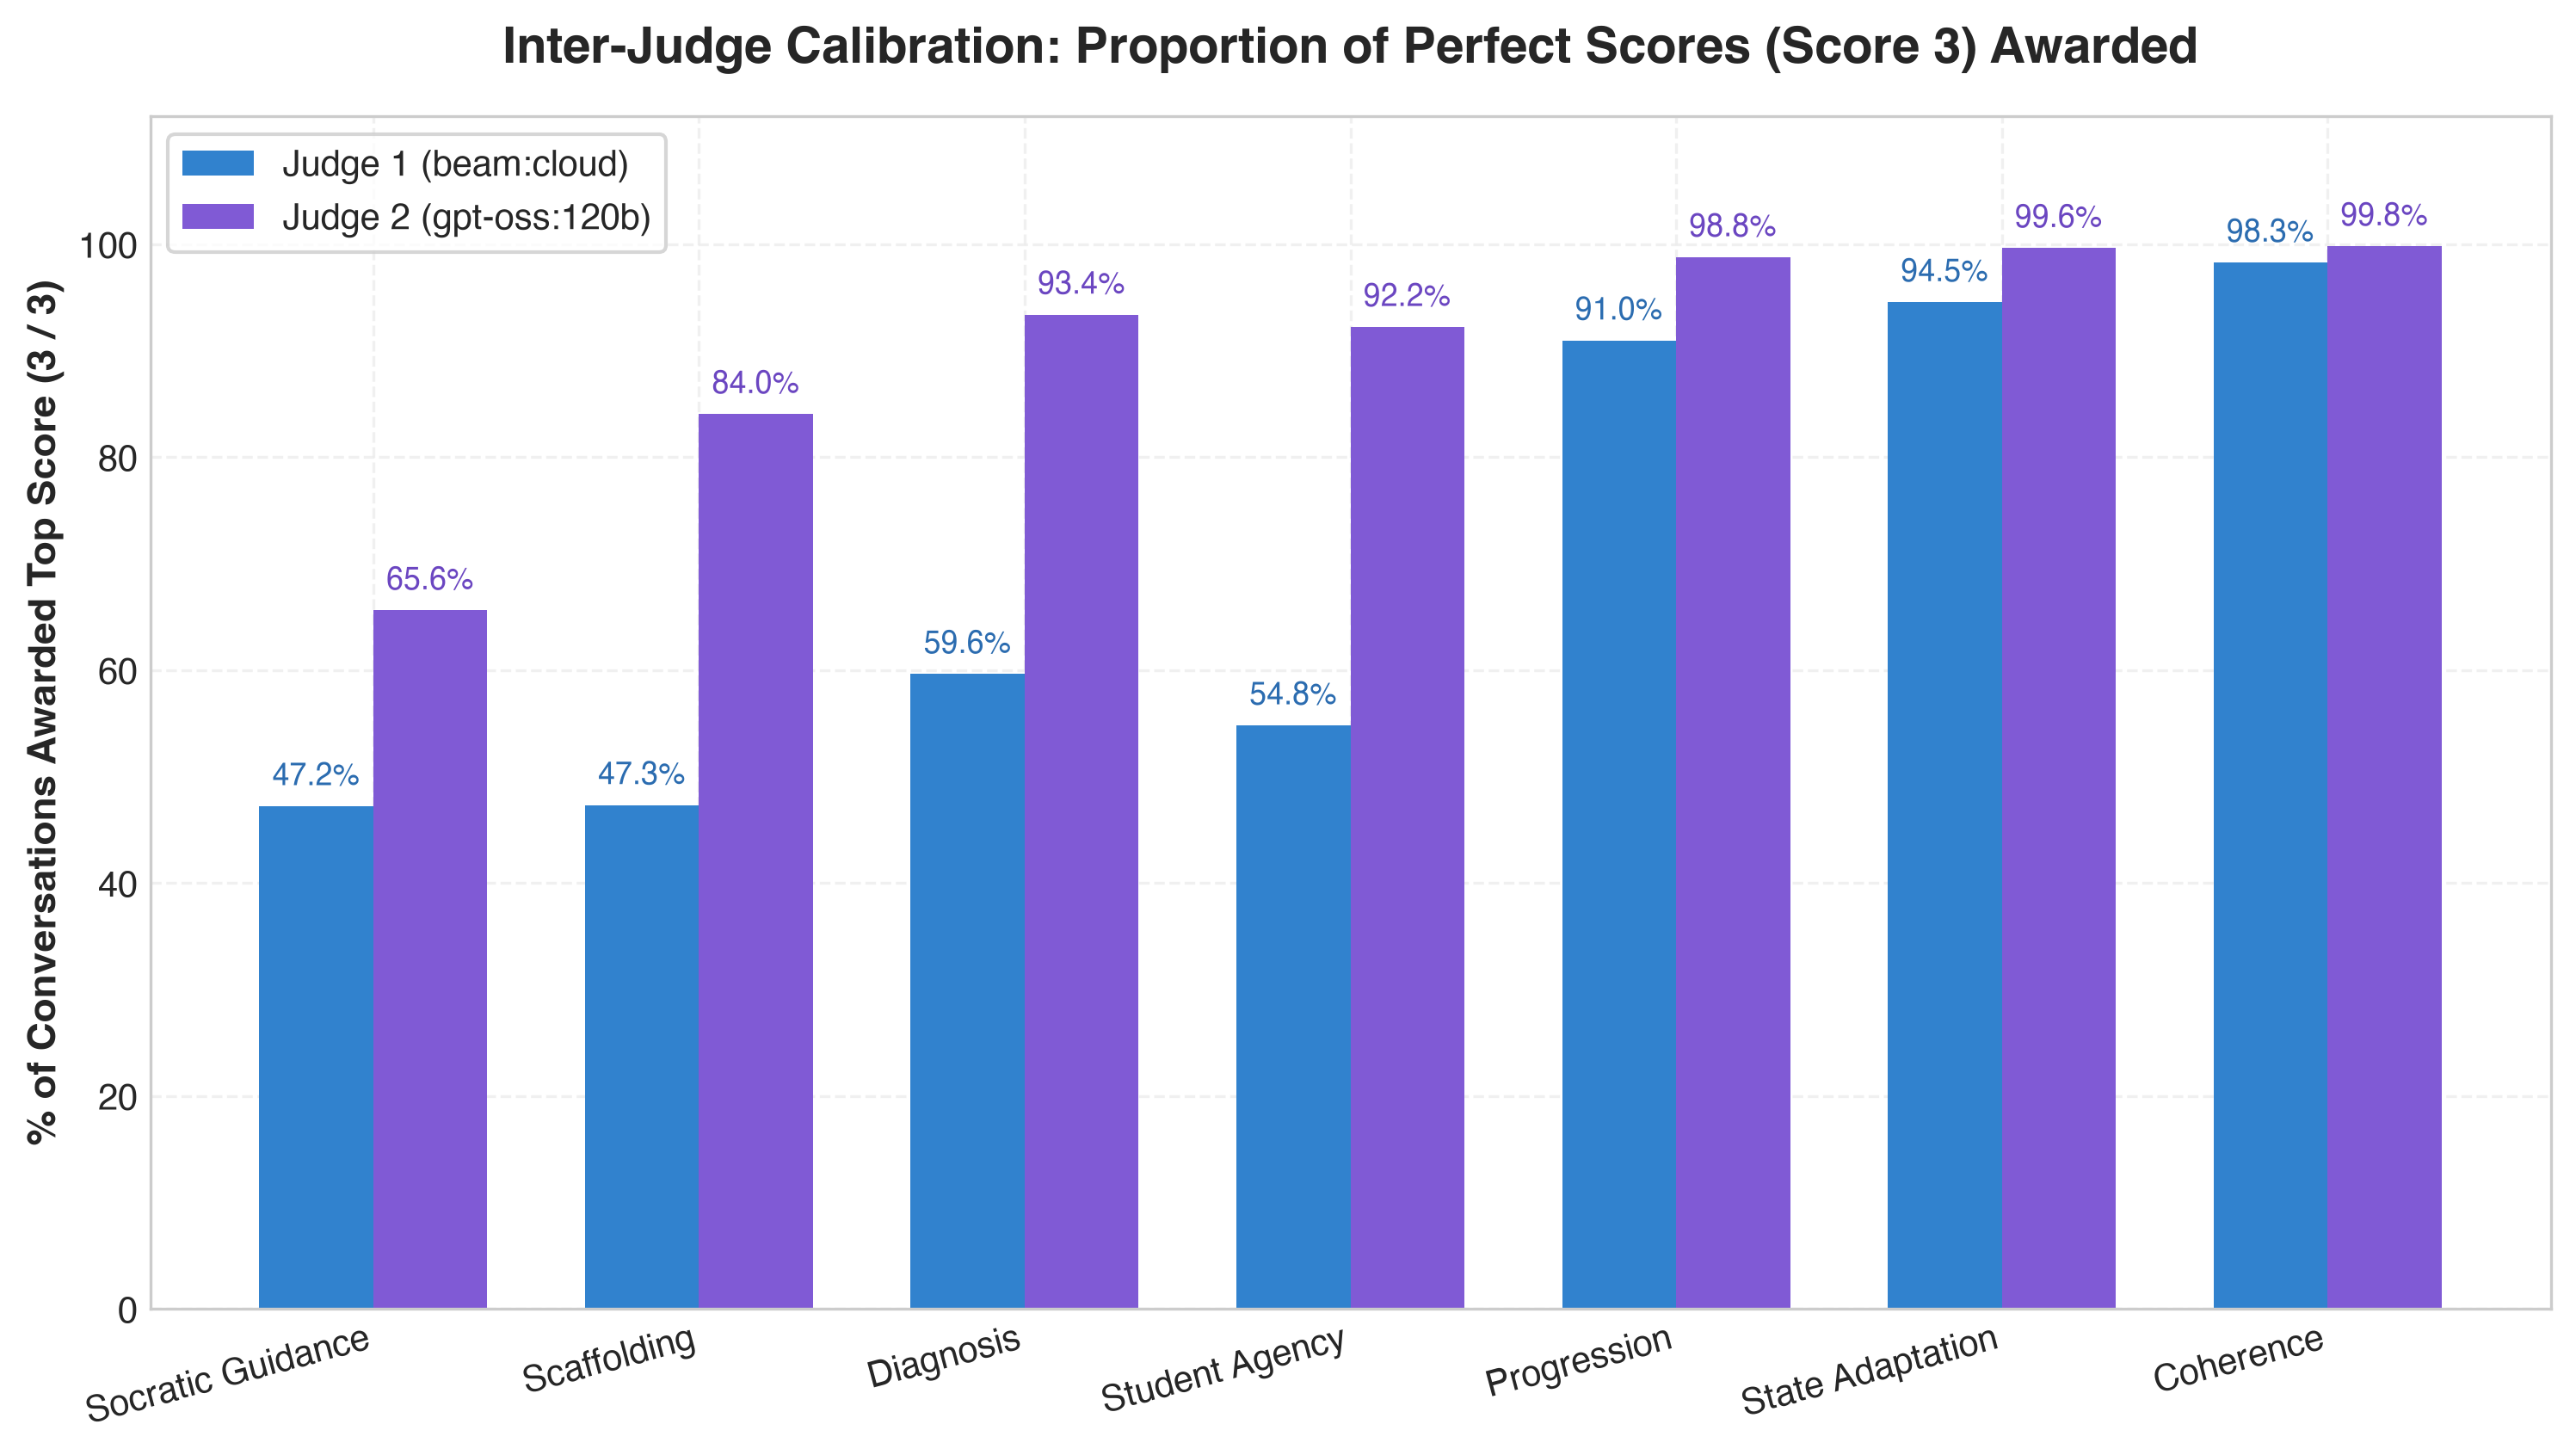 Inter-Judge Calibration: Proportion of Perfect Scores (Score 3) Awarded
Judge 1 (beam:cloud)
Judge 2 (gpt-oss:120b)
% of Conversations Awarded Top Score (3 / 3)
100
80
60
40
20
0
47.2%
65.6%
47.3%
84.0%
59.6%
93.4%
54.8%
92.2%
91.0%
98.8%
94.5%
99.6%
98.3%
99.8%
Socratic Guidance
Scaffolding
Diagnosis
Student Agency
Progression
State Adaptation
Coherence